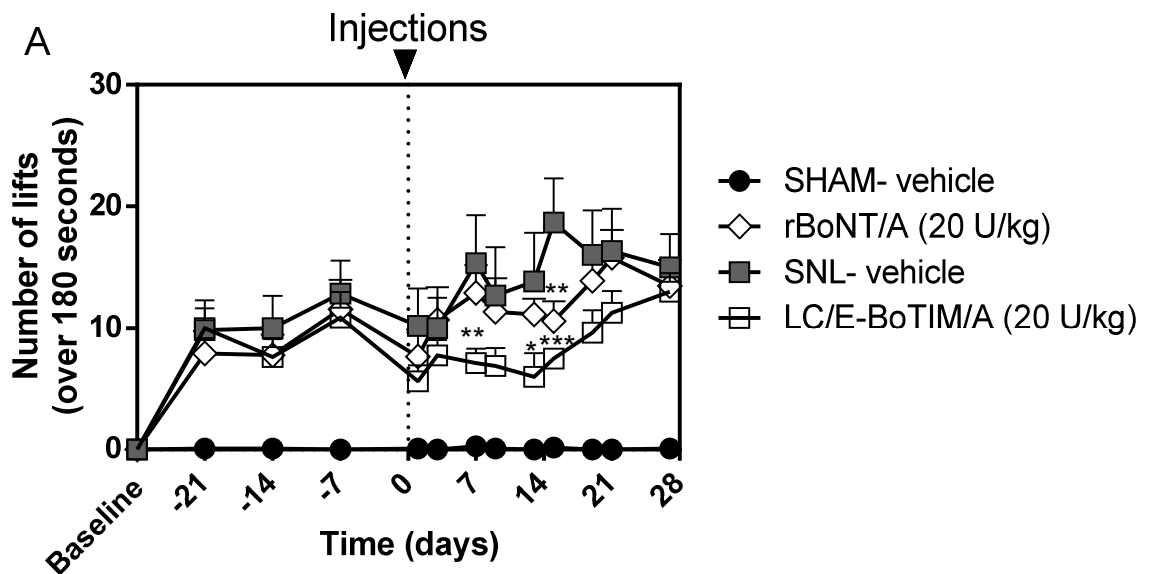 A
Injections
30
20
10
0
Number of lifts
(over 180 seconds)
**
**
*
***
Baseline
-21
-14
-7
0
7
14
21
28
Time (days)
SHAM- vehicle
rBoNT/A (20 U/kg)
SNL- vehicle
LC/E-BoTIM/A (20 U/kg)